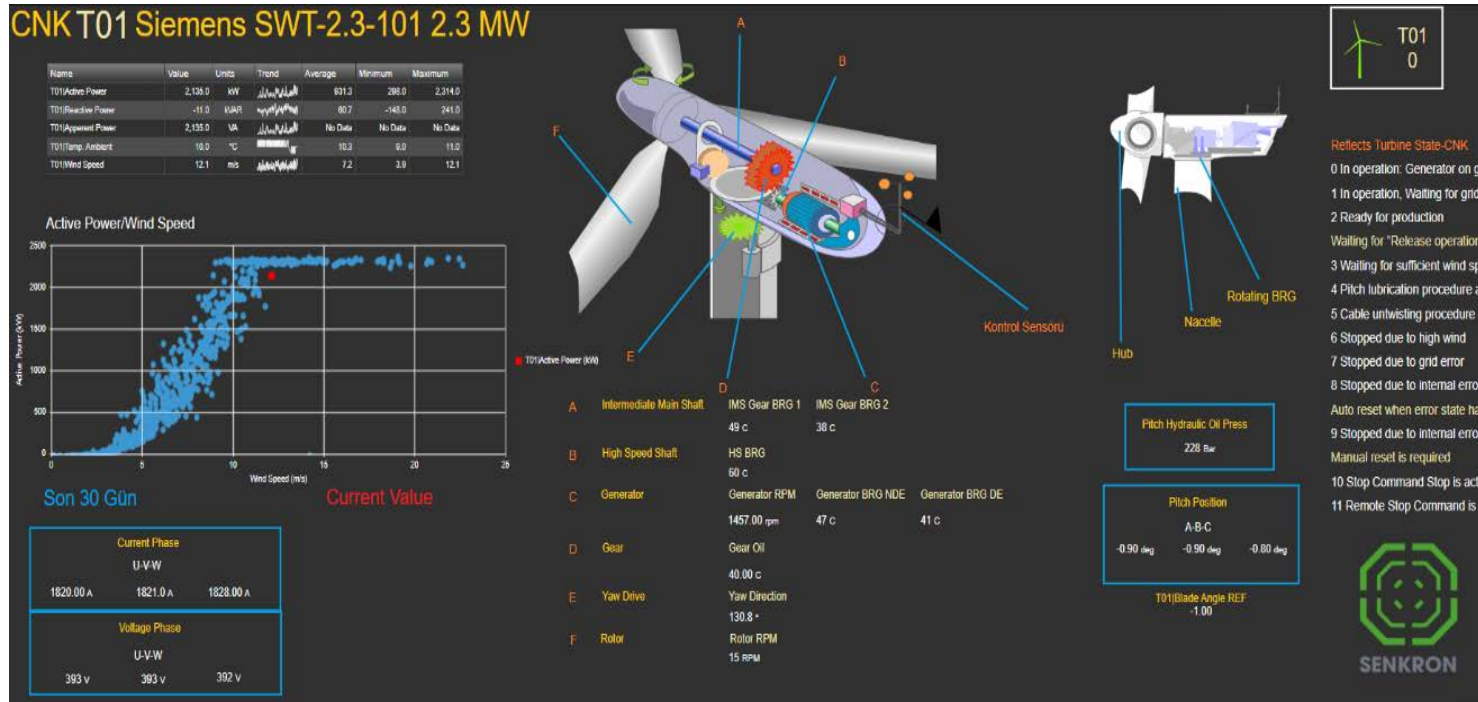 CNK T01 Siemens SWT-2.3-101 2.3 MW
Name Value Units Trend Average Minimum Maximum
T01|Active Power 2,135.0 kW 931.3 298.0 2,314.0
T01|Reactive Power -11.0 kVAR 60.7 -148.0 241.0
T01|Apperent Power 2,135.0 VA No Data No Data No Data
T01|Temp. Ambient 10.0 °C 10.3 9.0 11.0
T01|Wind Speed 12.1 m/s 7.2 3.9 12.1
Active Power/Wind Speed
Active Power (kW)
2500
2000
1500
1000
500
0
0 5 10 15 20 25
Wind Speed (m/s)
T01|Active Power (kW)
Son 30 Gün
Current Value
Current Phase
U-V-W
1820.00 A 1821.0 A 1828.00 A
Voltage Phase
U-V-W
393 v 393 v 392 v
A
B
F
E
D
C
Kontrol Sensörü
A Intermediate Main Shaft IMS Gear BRG 1 IMS Gear BRG 2
49 c 38 c
B High Speed Shaft HS BRG
60 c
C Generator Generator RPM Generator BRG NDE Generator BRG DE
1457.00 rpm 47 c 41 c
D Gear Gear Oil
40.00 c
E Yaw Drive Yaw Direction
130.8 °
F Rotor Rotor RPM
15 RPM
Hub
Nacelle
Rotating BRG
Pitch Hydraulic Oil Press
228 Bar
Pitch Position
A-B-C
-0.90 deg -0.90 deg -0.80 deg
T01|Blade Angle REF
-1.00
T01
0
Reflects Turbine State-CNK
0 In operation: Generator on g
1 In operation, Waiting for grid
2 Ready for production
Waiting for "Release operation
3 Waiting for sufficient wind sp
4 Pitch lubrication procedure a
5 Cable untwisting procedure
6 Stopped due to high wind
7 Stopped due to grid error
8 Stopped due to internal erro
Auto reset when error state ha
9 Stopped due to internal erro
Manual reset is required
10 Stop Command Stop is act
11 Remote Stop Command is
SENKRON